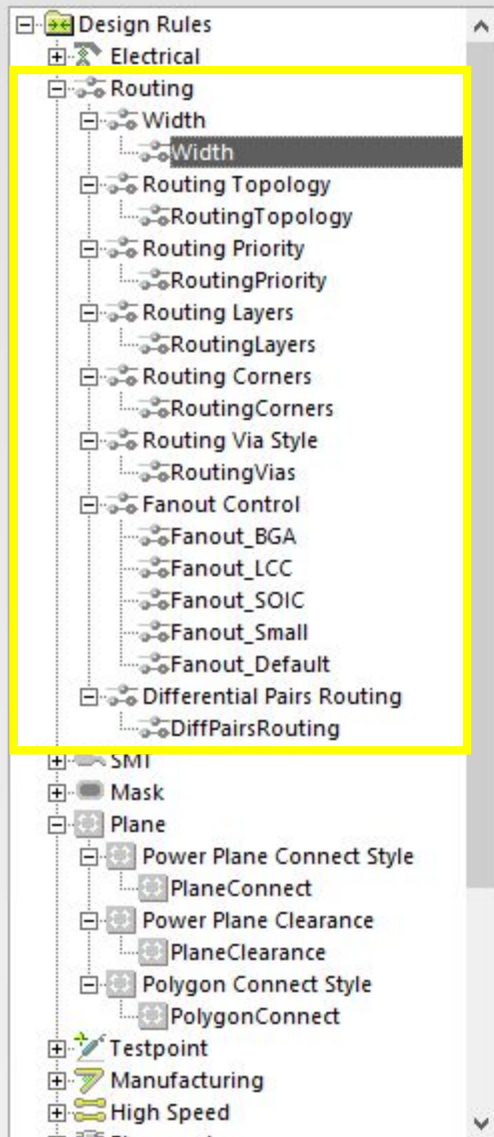 Design Rules
Electrical
Routing
Width
Width
Routing Topology
RoutingTopology
Routing Priority
RoutingPriority
Routing Layers
RoutingLayers
Routing Corners
RoutingCorners
Routing Via Style
RoutingVias
Fanout Control
Fanout_BGA
Fanout_LCC
Fanout_SOIC
Fanout_Small
Fanout_Default
Differential Pairs Routing
DiffPairsRouting
SMT
Mask
Plane
Power Plane Connect Style
PlaneConnect
Power Plane Clearance
PlaneClearance
Polygon Connect Style
PolygonConnect
Testpoint
Manufacturing
High Speed